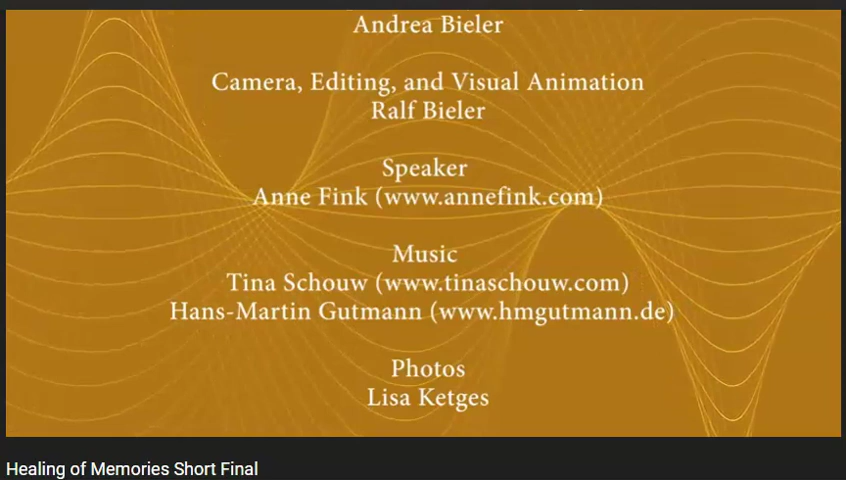 Andrea Bieler
Camera, Editing, and Visual Animation
Ralf Bieler
Speaker
Anne Fink (www.annefink.com)
Music
Tina Schouw (www.tinaschouw.com)
Hans-Martin Gutmann (www.hmgutmann.de)
Photos
Lisa Ketges
Healing of Memories Short Final